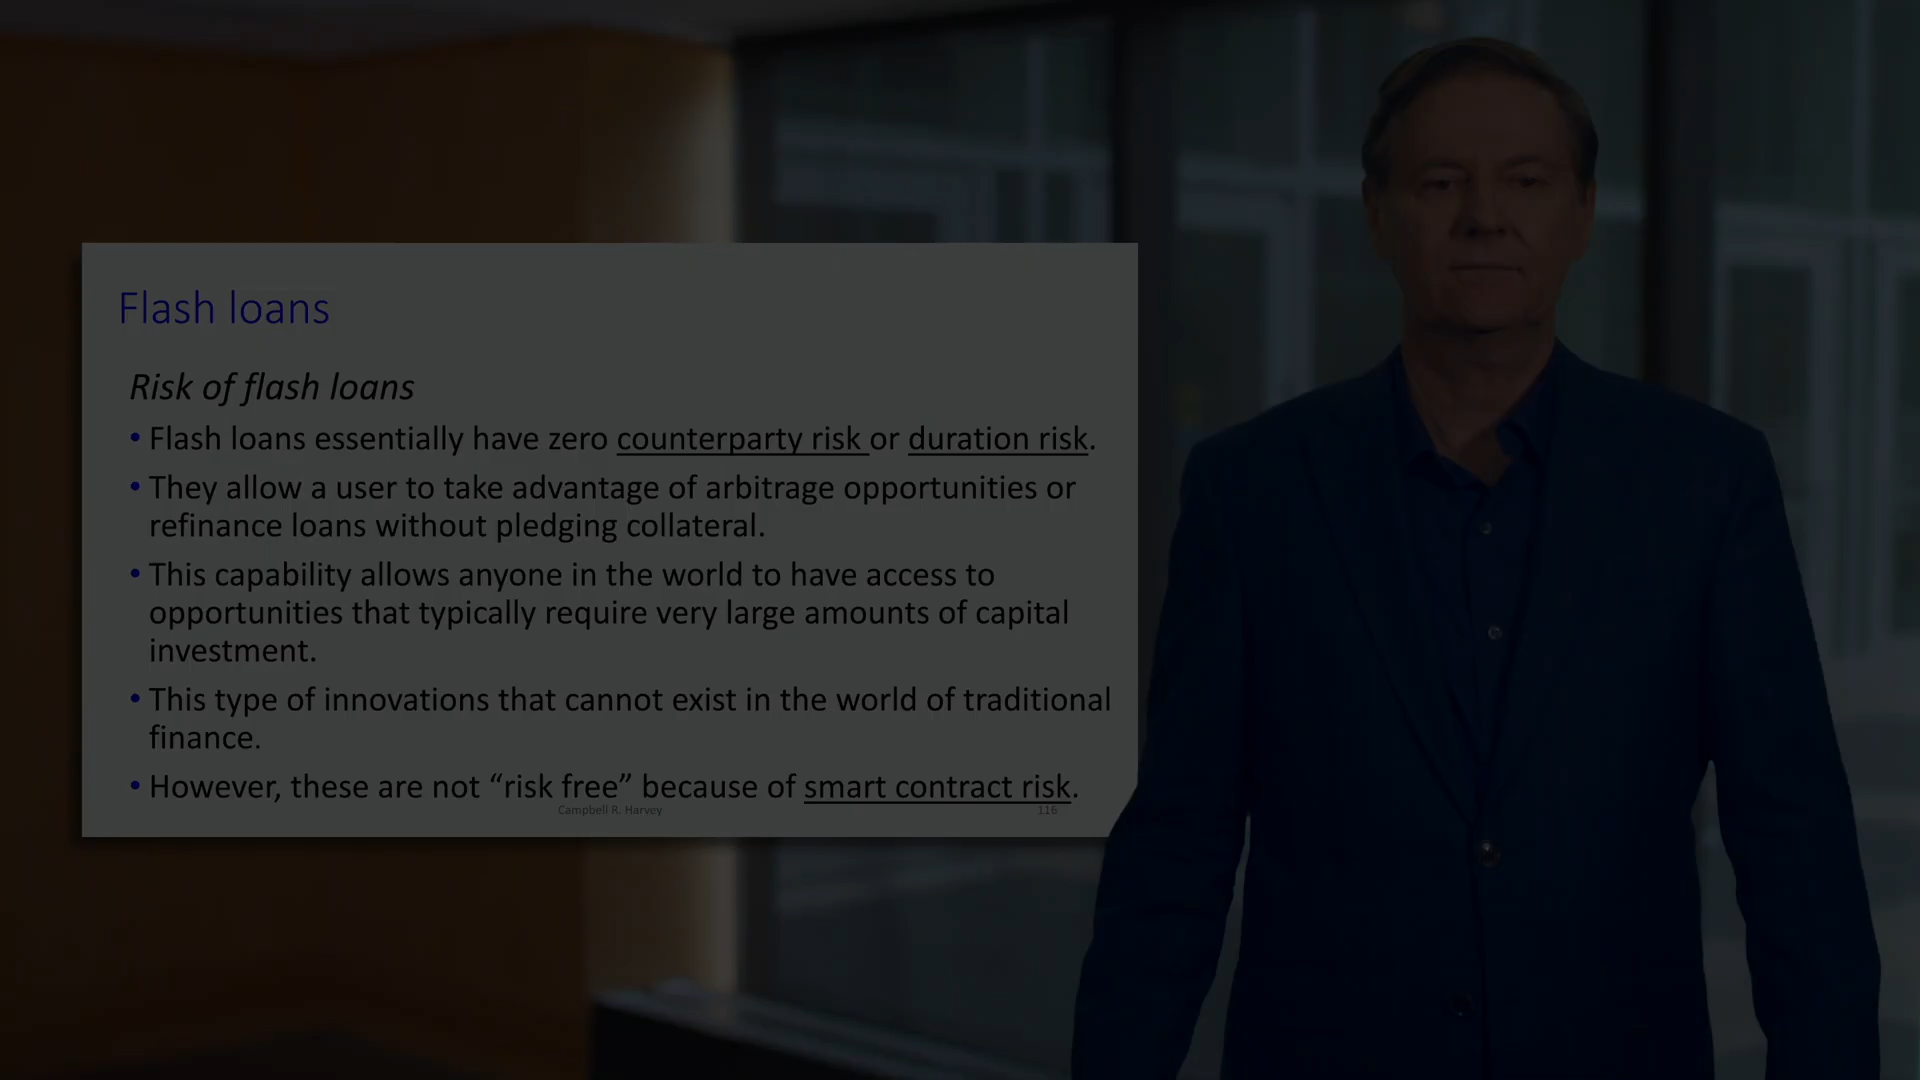 Flash loans
Risk of flash loans
• Flash loans essentially have zero counterparty risk or duration risk.
• They allow a user to take advantage of arbitrage opportunities or
refinance loans without pledging collateral.
• This capability allows anyone in the world to have access to
opportunities that typically require very large amounts of capital
investment.
• This type of innovations that cannot exist in the world of traditional
finance.
• However, these are not “risk free” because of smart contract risk.
Campbell R. Harvey
116